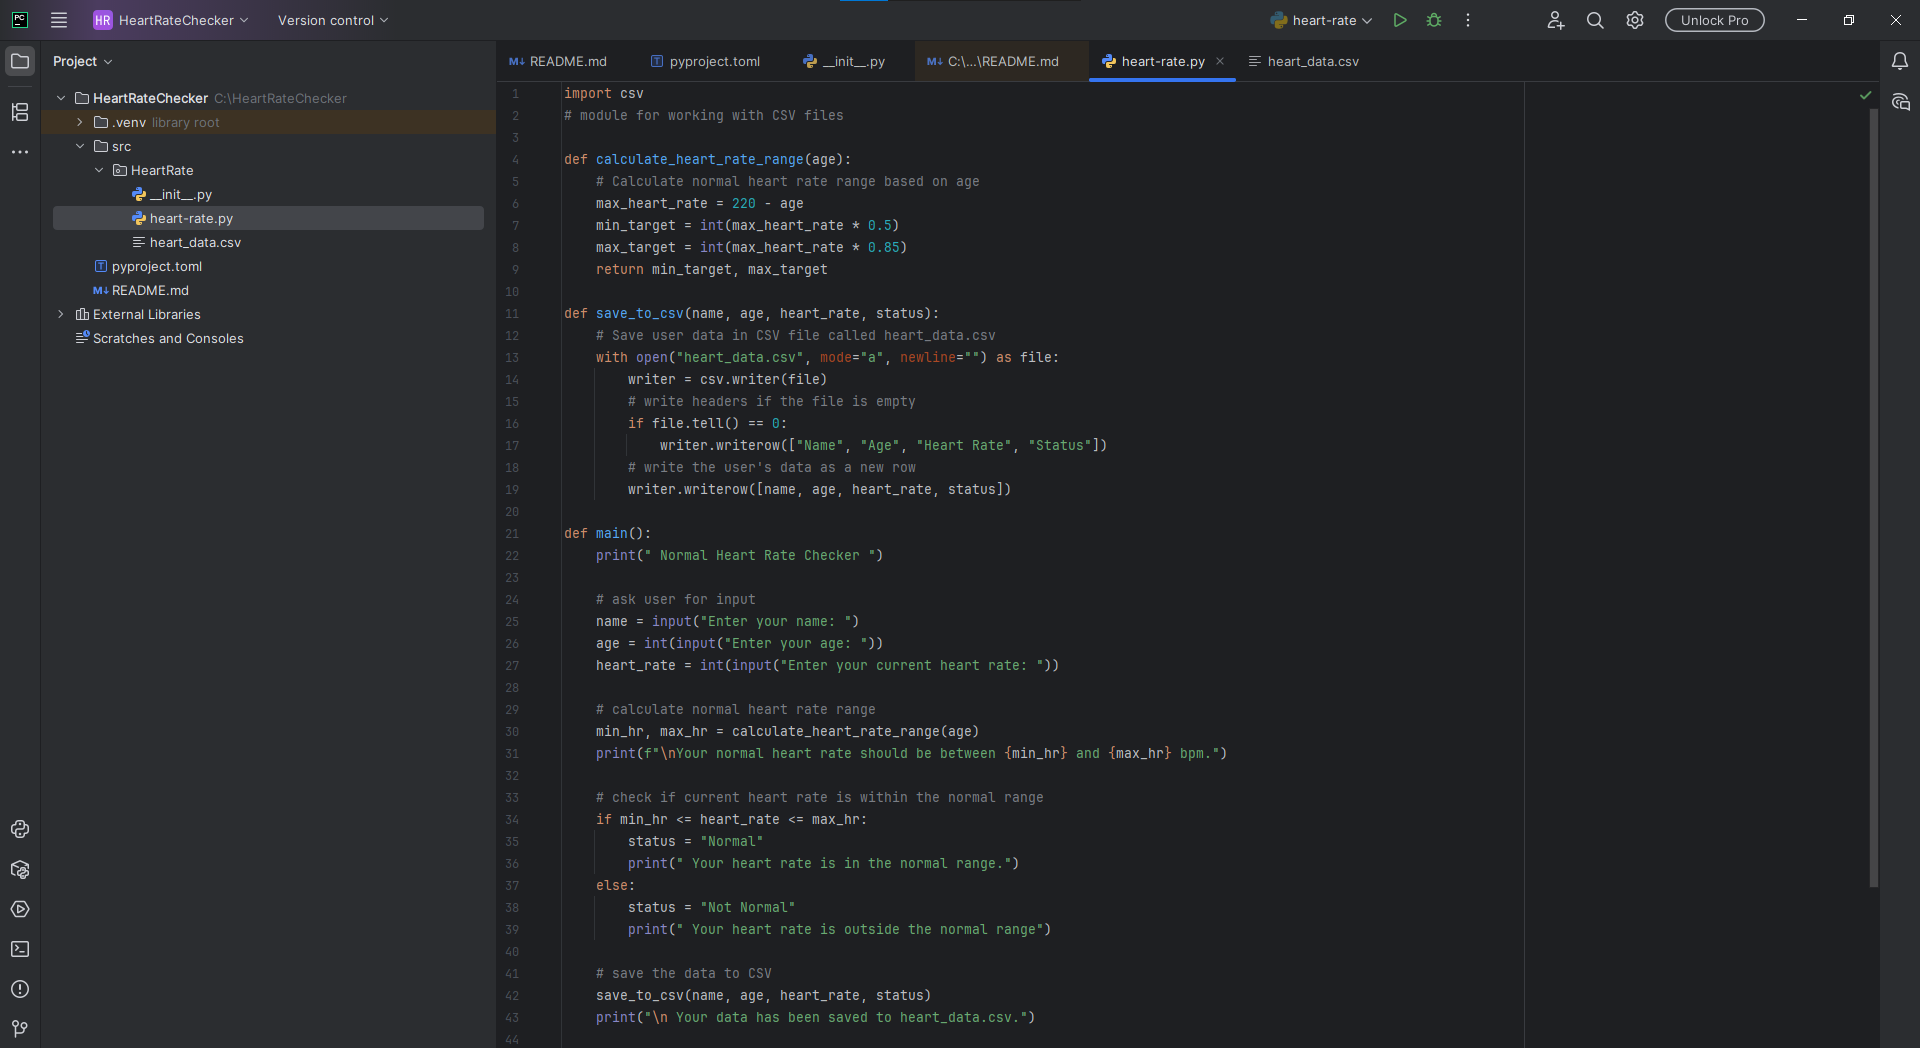 PC HR HeartRateChecker Version control heart-rate Unlock Pro
Project
README.md pyproject.toml __init__.py C:\...\README.md heart-rate.py heart_data.csv
HeartRateChecker C:\HeartRateChecker
.venv library root
src
HeartRate
__init__.py
heart-rate.py
heart_data.csv
pyproject.toml
README.md
External Libraries
Scratches and Consoles
1 import csv
2 # module for working with CSV files
3
4 def calculate_heart_rate_range(age):
5     # Calculate normal heart rate range based on age
6     max_heart_rate = 220 - age
7     min_target = int(max_heart_rate * 0.5)
8     max_target = int(max_heart_rate * 0.85)
9     return min_target, max_target
10
11 def save_to_csv(name, age, heart_rate, status):
12     # Save user data in CSV file called heart_data.csv
13     with open("heart_data.csv", mode="a", newline="") as file:
14         writer = csv.writer(file)
15         # write headers if the file is empty
16         if file.tell() == 0:
17             writer.writerow(["Name", "Age", "Heart Rate", "Status"])
18         # write the user's data as a new row
19         writer.writerow([name, age, heart_rate, status])
20
21 def main():
22     print(" Normal Heart Rate Checker ")
23
24     # ask user for input
25     name = input("Enter your name: ")
26     age = int(input("Enter your age: "))
27     heart_rate = int(input("Enter your current heart rate: "))
28
29     # calculate normal heart rate range
30     min_hr, max_hr = calculate_heart_rate_range(age)
31     print(f"\nYour normal heart rate should be between {min_hr} and {max_hr} bpm.")
32
33     # check if current heart rate is within the normal range
34     if min_hr <= heart_rate <= max_hr:
35         status = "Normal"
36         print(" Your heart rate is in the normal range.")
37     else:
38         status = "Not Normal"
39         print(" Your heart rate is outside the normal range")
40
41     # save the data to CSV
42     save_to_csv(name, age, heart_rate, status)
43     print("\n Your data has been saved to heart_data.csv.")
44